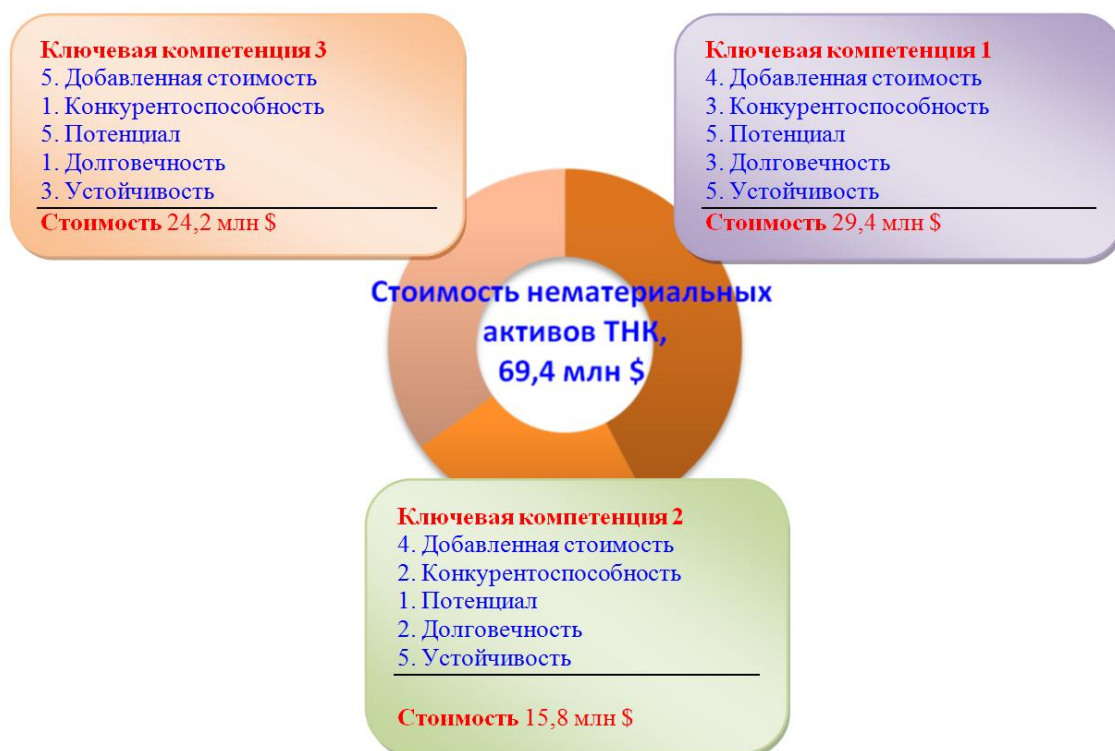 Ключевая компетенция 3
5. Добавленная стоимость
1. Конкурентоспособность
5. Потенциал
1. Долговечность
3. Устойчивость
Стоимость 24,2 млн $
Ключевая компетенция 1
4. Добавленная стоимость
3. Конкурентоспособность
5. Потенциал
3. Долговечность
5. Устойчивость
Стоимость 29,4 млн $
Стоимость нематериальных
активов ТНК,
69,4 млн $
Ключевая компетенция 2
4. Добавленная стоимость
2. Конкурентоспособность
1. Потенциал
2. Долговечность
5. Устойчивость
Стоимость 15,8 млн $